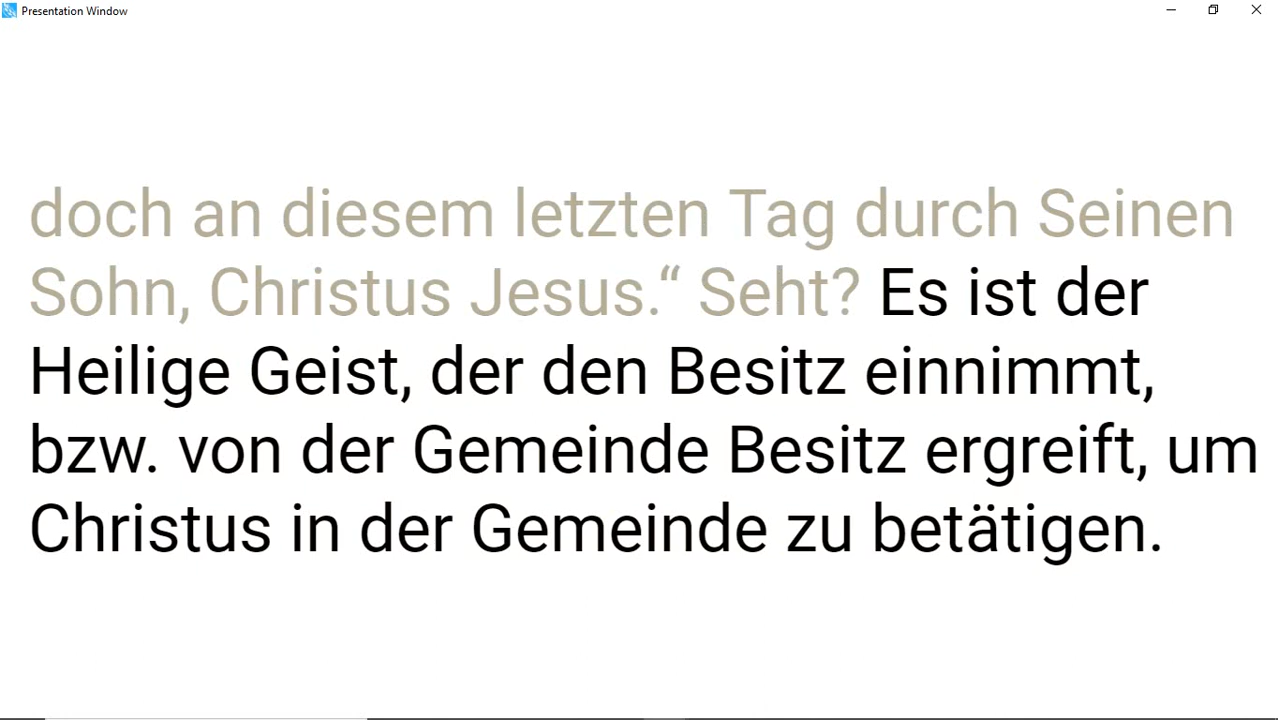 Presentation Window
doch an diesem letzten Tag durch Seinen
Sohn, Christus Jesus.“ Seht? Es ist der
Heilige Geist, der den Besitz einnimmt,
bzw. von der Gemeinde Besitz ergreift, um
Christus in der Gemeinde zu betätigen.